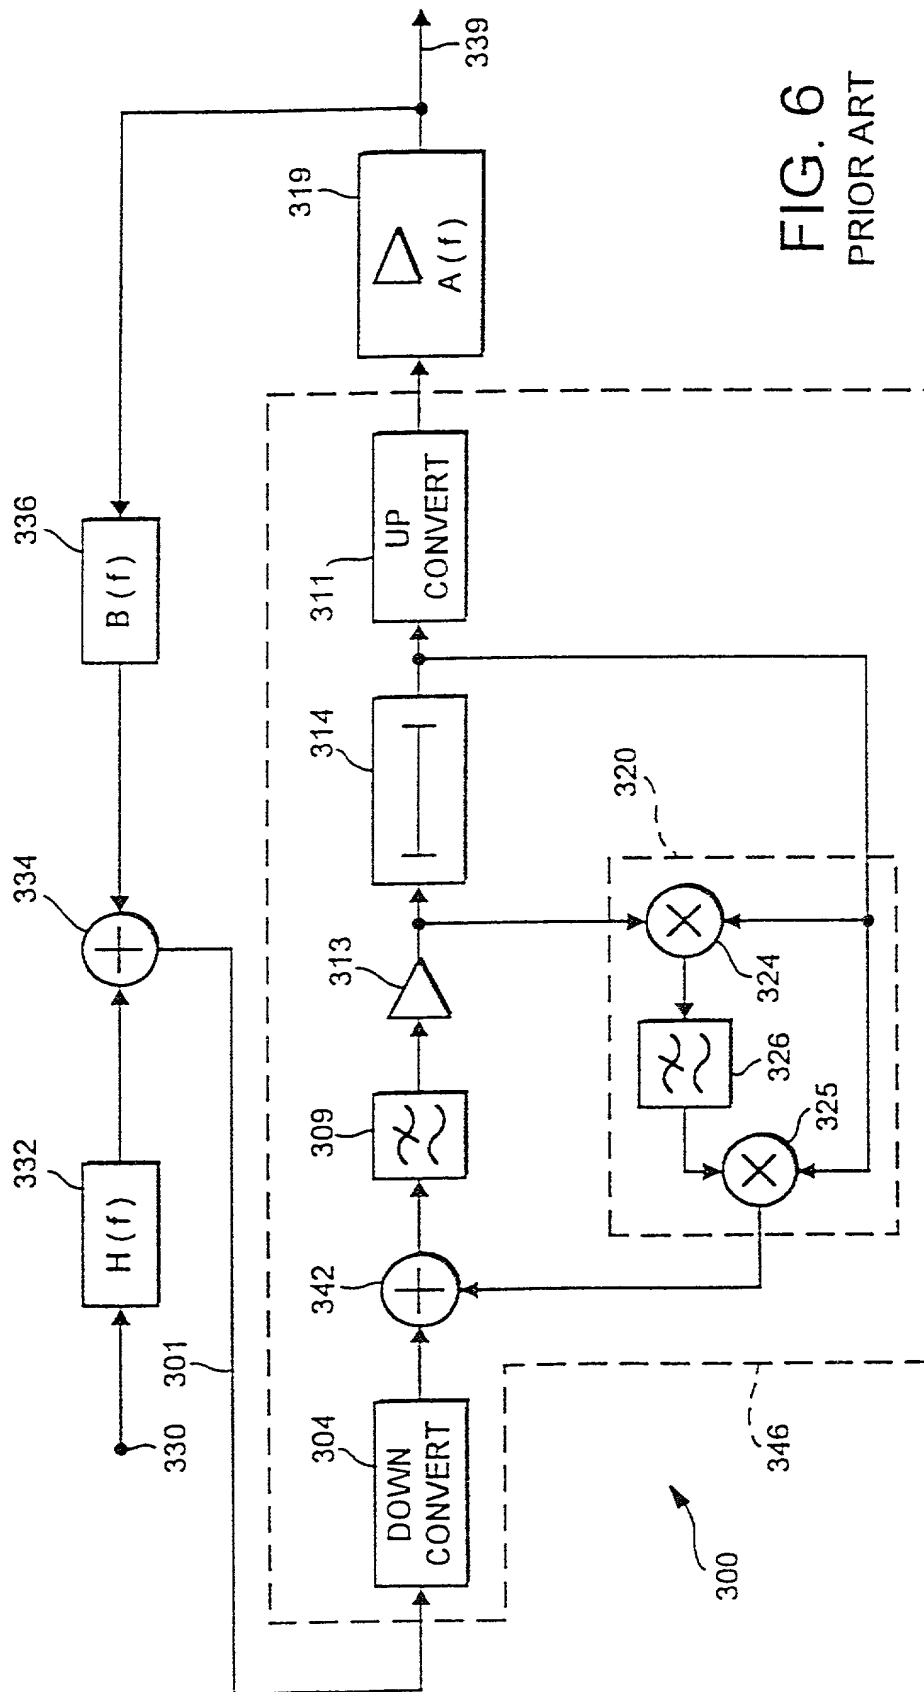 330
332
H(f)
334
336
B(f)
301
304
DOWN
CONVERT
342
309
313
314
311
UP
CONVERT
319
A(f)
339
320
324
326
325
346
300
FIG. 6
PRIOR ART